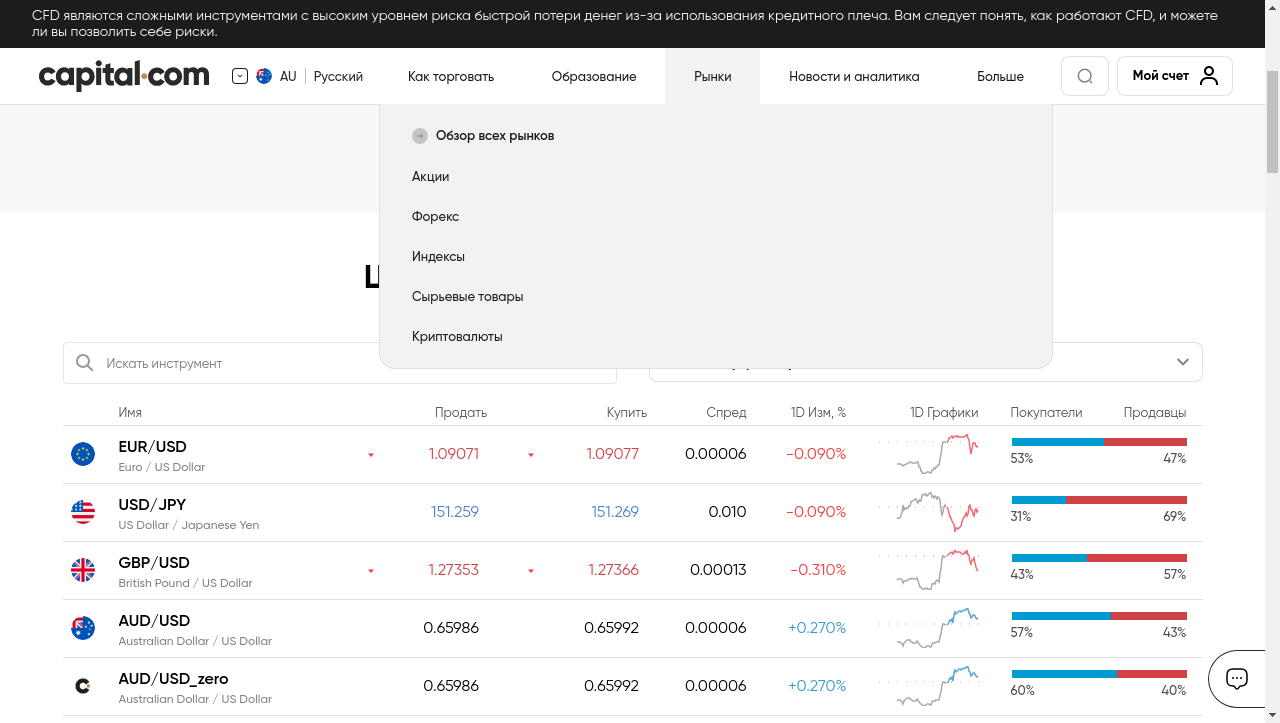 CFD являются сложными инструментами с высоким уровнем риска быстрой потери денег из-за использования кредитного плеча. Вам следует понять, как работают CFD, и можете
ли вы позволить себе риски.
capital.com AU Русский Как торговать Образование Рынки Новости и аналитика Больше Мой счет
Обзор всех рынков
Акции
Форекс
Индексы
Сырьевые товары
Криптовалюты
Искать инструмент
Имя Продать Купить Спред 1D Изм, % 1D Графики Покупатели Продавцы
EUR/USD 1.09071 1.09077 0.00006 -0.090% 53% 47%
Euro / US Dollar
USD/JPY 151.259 151.269 0.010 -0.090% 31% 69%
US Dollar / Japanese Yen
GBP/USD 1.27353 1.27366 0.00013 -0.310% 43% 57%
British Pound / US Dollar
AUD/USD 0.65986 0.65992 0.00006 +0.270% 57% 43%
Australian Dollar / US Dollar
AUD/USD_zero 0.65986 0.65992 0.00006 +0.270% 60% 40%
Australian Dollar / US Dollar